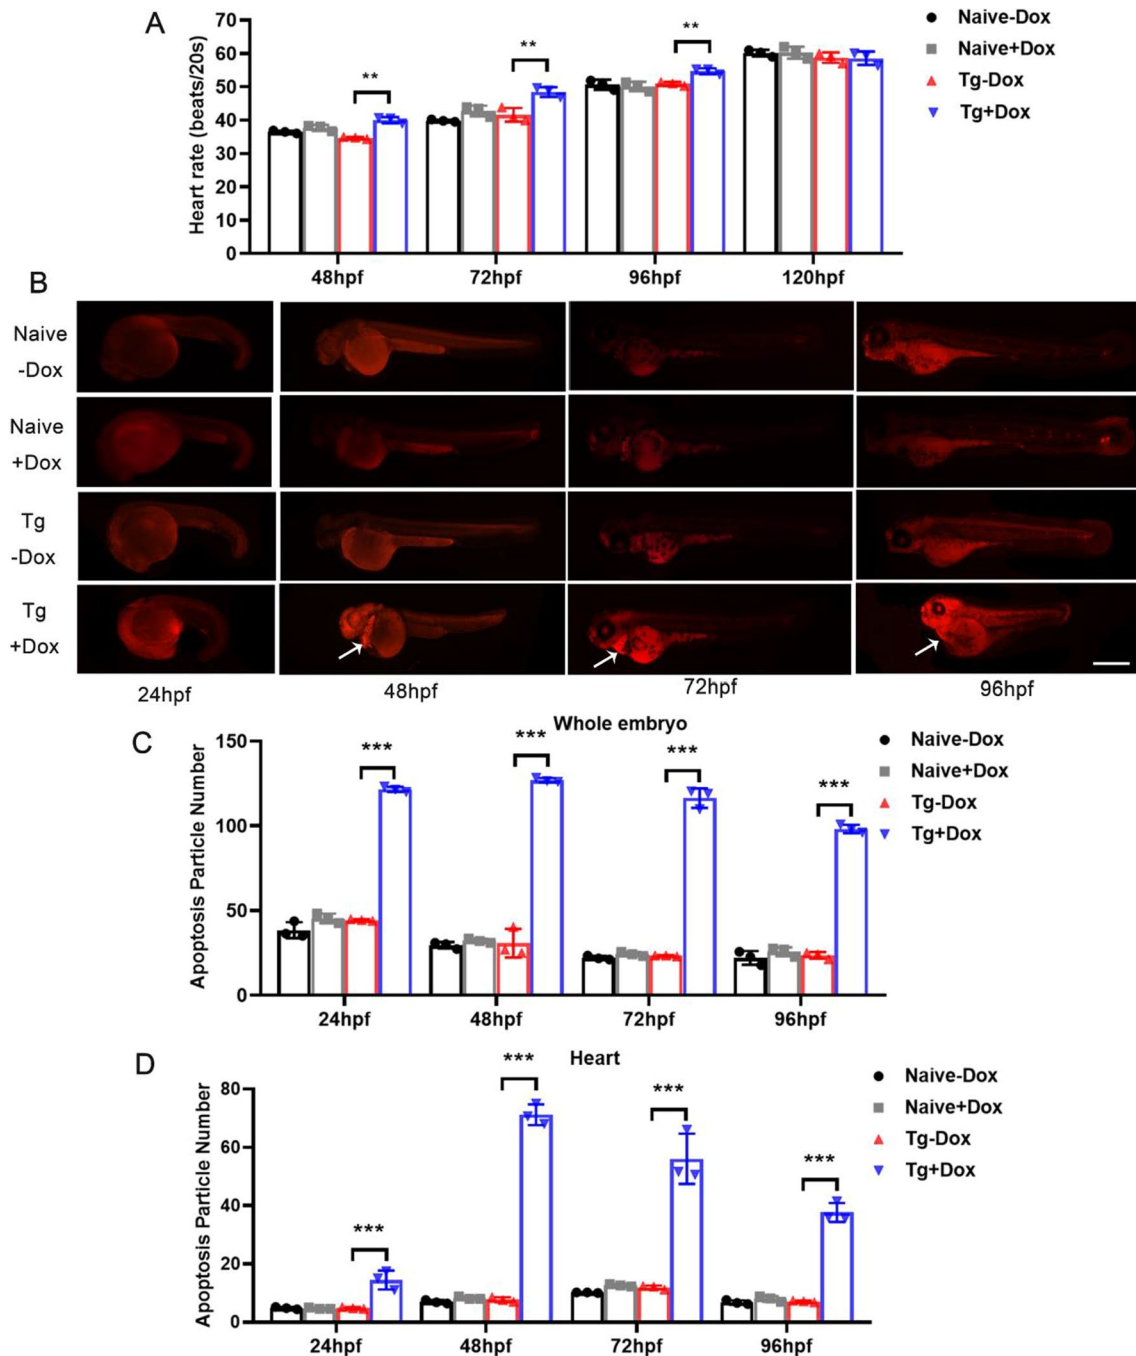 A
Heart rate (beats/20s)
70
60
50
40
30
20
10
0
**
**
**
48hpf
72hpf
96hpf
120hpf
Naive-Dox
Naive+Dox
Tg-Dox
Tg+Dox
B
Naive
-Dox
Naive
+Dox
Tg
-Dox
Tg
+Dox
24hpf
48hpf
72hpf
96hpf
C
Whole embryo
Apoptosis Particle Number
150
100
50
0
***
***
***
***
24hpf
48hpf
72hpf
96hpf
Naive-Dox
Naive+Dox
Tg-Dox
Tg+Dox
D
Heart
Apoptosis Particle Number
80
60
40
20
0
***
***
***
***
24hpf
48hpf
72hpf
96hpf
Naive-Dox
Naive+Dox
Tg-Dox
Tg+Dox